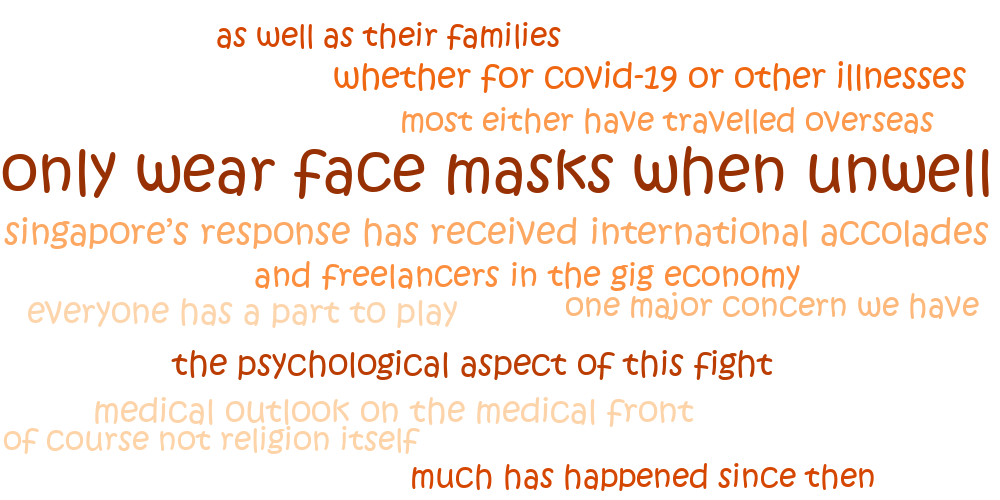 as well as their families
whether for covid-19 or other illnesses
most either have travelled overseas
only wear face masks when unwell
singapore’s response has received international accolades
and freelancers in the gig economy
everyone has a part to play
one major concern we have
the psychological aspect of this fight
medical outlook on the medical front
of course not religion itself
much has happened since then